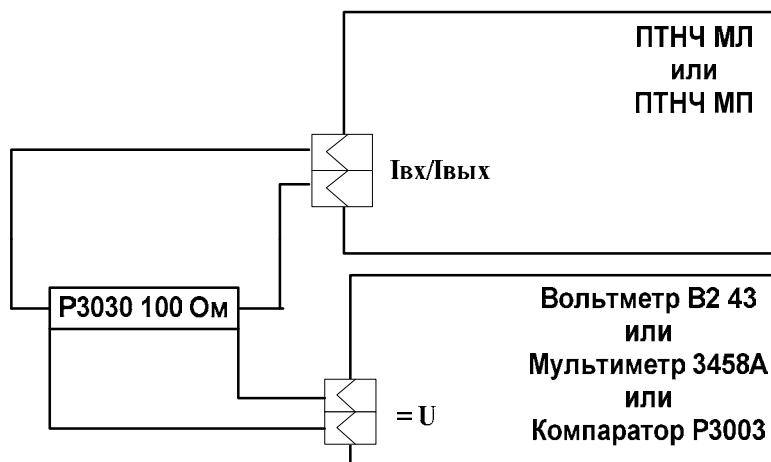 ПТНЧ МЛ
или
ПТНЧ МП
Iвх/Iвых
Р3030 100 Ом
Вольтметр В2 43
или
Мультиметр 3458А
или
Компаратор Р3003
= U